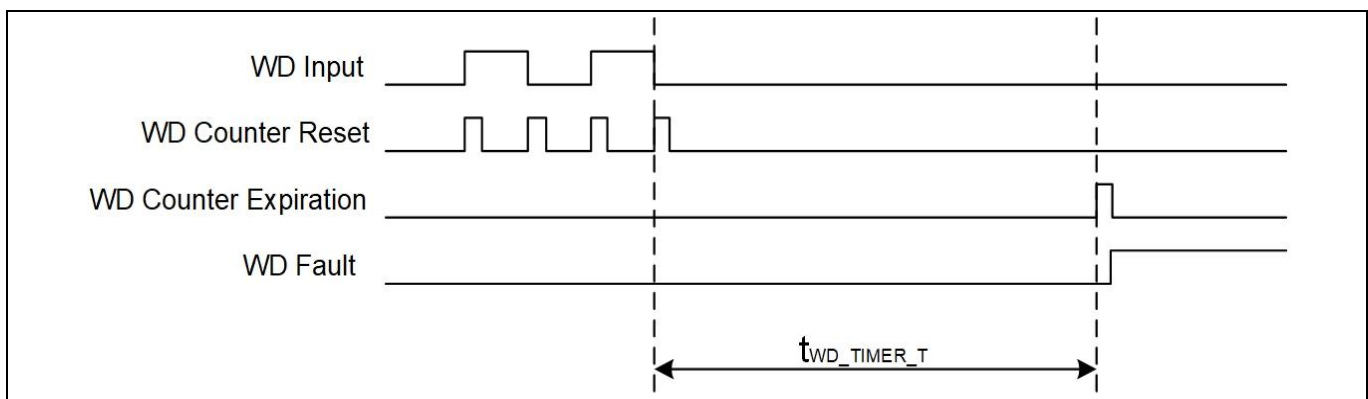 WD Input
WD Counter Reset
WD Counter Expiration
WD Fault
tWD_TIMER_T